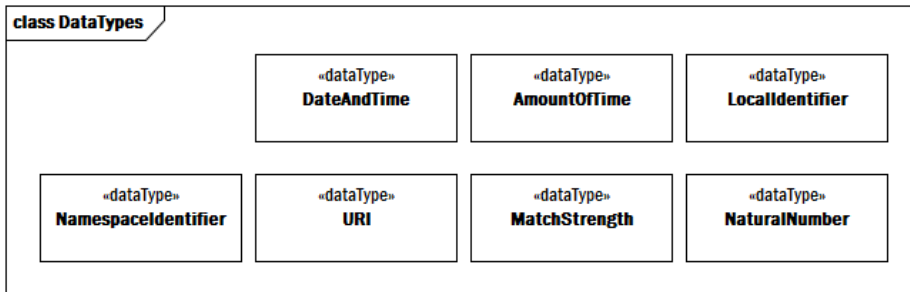 class DataTypes
«dataType»
DateAndTime
«dataType»
AmountOfTime
«dataType»
LocalIdentifier
«dataType»
NamespaceIdentifier
«dataType»
URI
«dataType»
MatchStrength
«dataType»
NaturalNumber